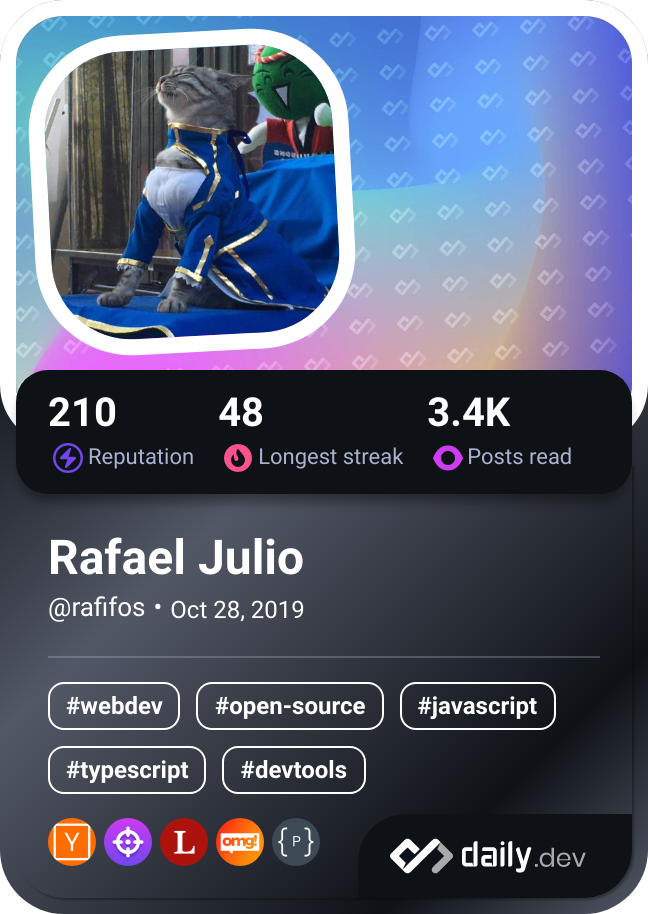 210 48 3.4K
Reputation Longest streak Posts read
Rafael Julio
@rafifos • Oct 28, 2019
#webdev #open-source #javascript
#typescript #devtools
Y L omg! {P}
daily.dev